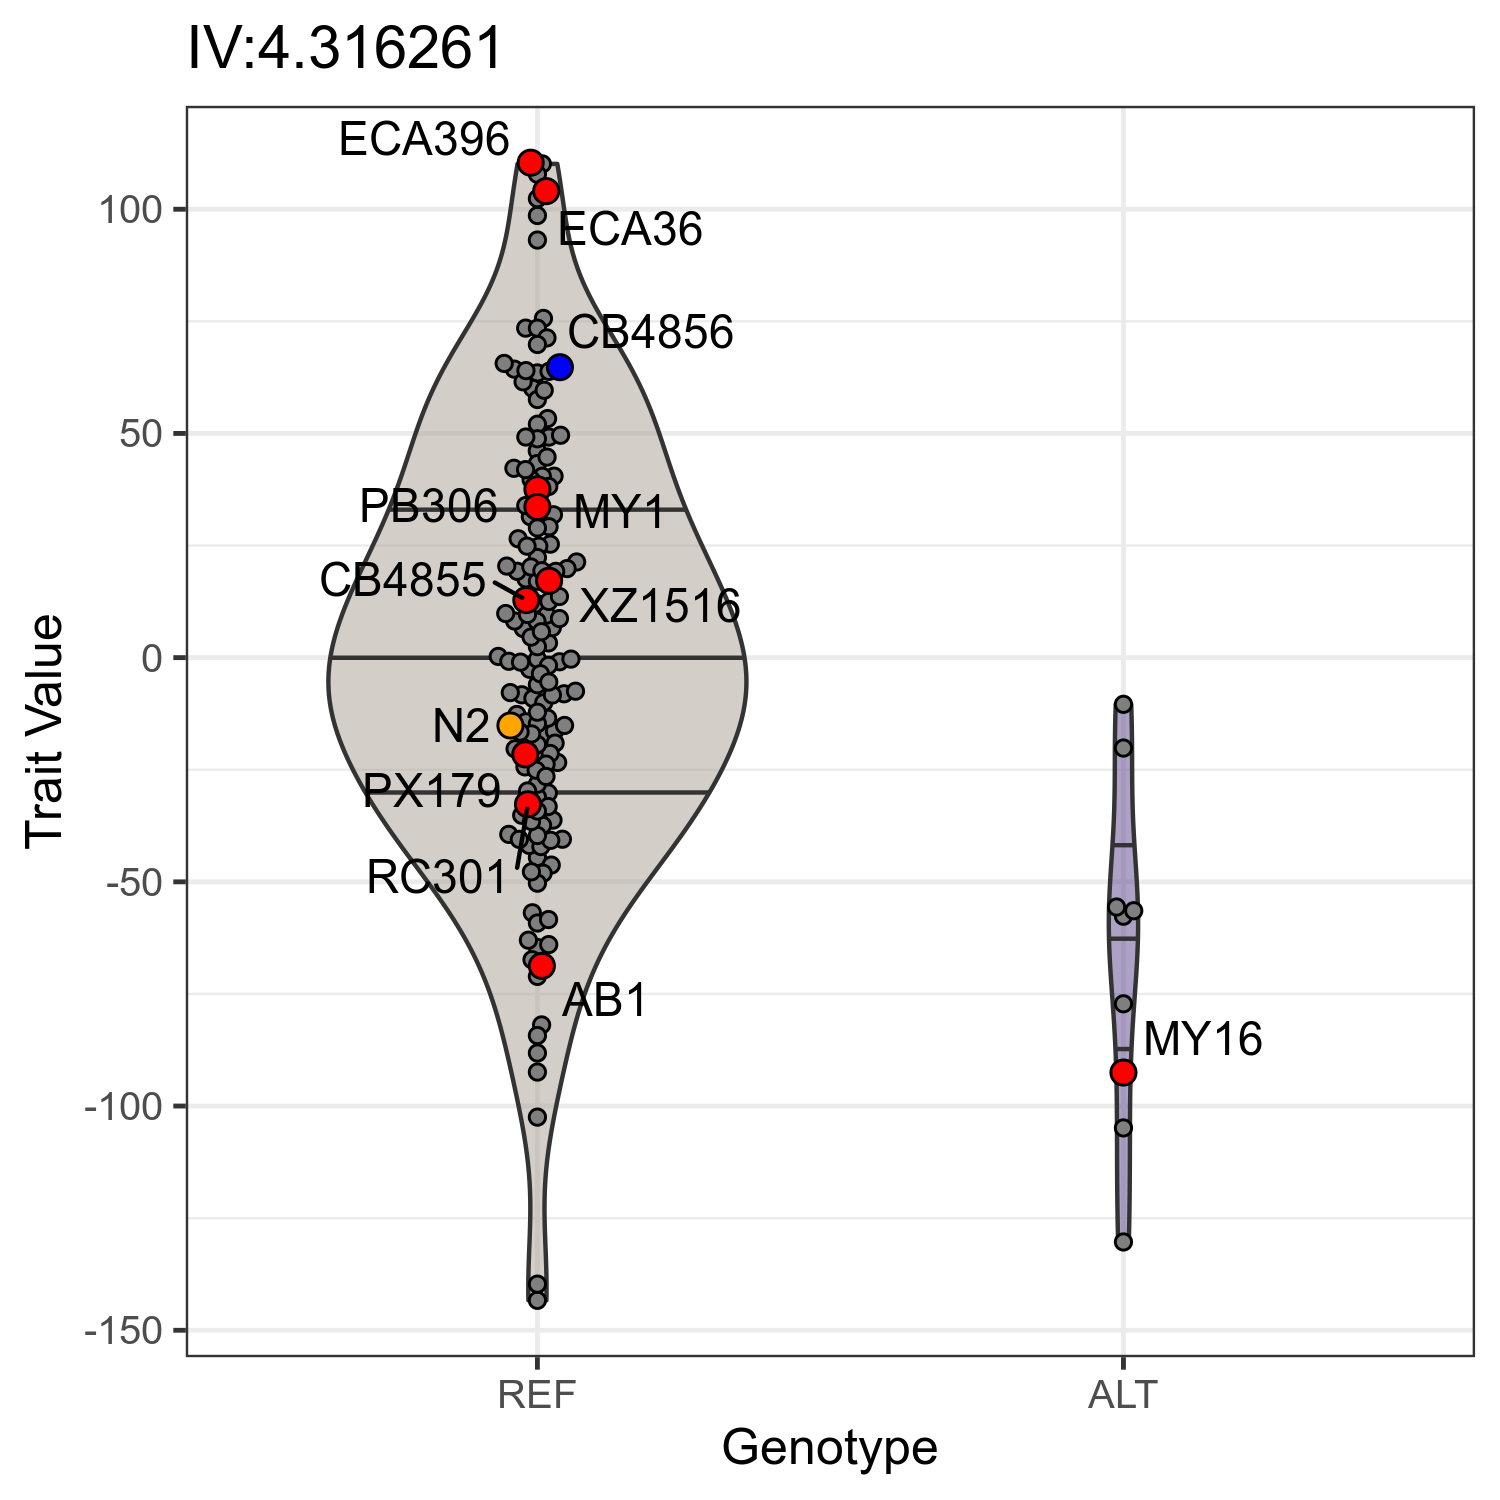 IV:4.316261
ECA396
ECA36
CB4856
PB306
MY1
CB4855
XZ1516
N2
PX179
RC301
AB1
MY16
100
50
0
-50
-100
-150
Trait Value
REF
ALT
Genotype